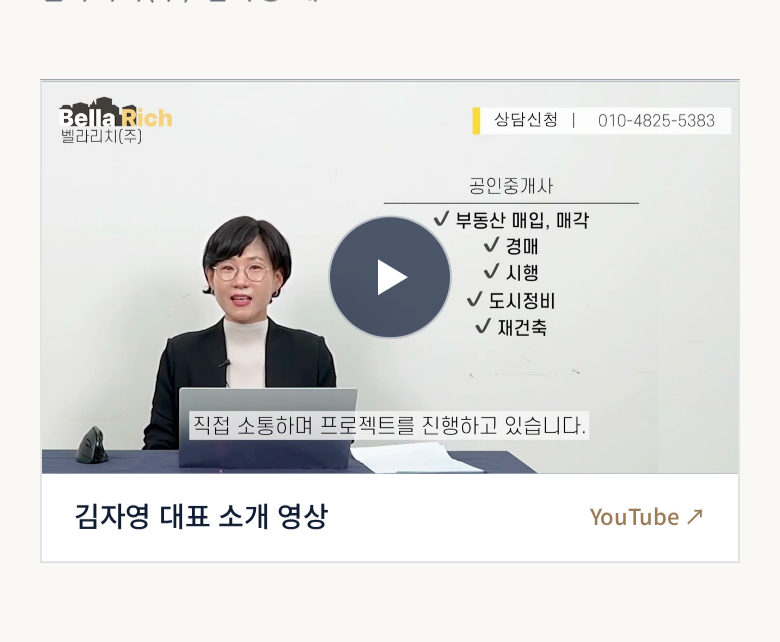 Bella Rich
벨라리치(주)
상담신청 | 010-4825-5383
공인중개사
✓ 부동산 매입, 매각
✓ 경매
✓ 시행
✓ 도시정비
✓ 재건축
직접 소통하며 프로젝트를 진행하고 있습니다.
김자영 대표 소개 영상
YouTube ↗